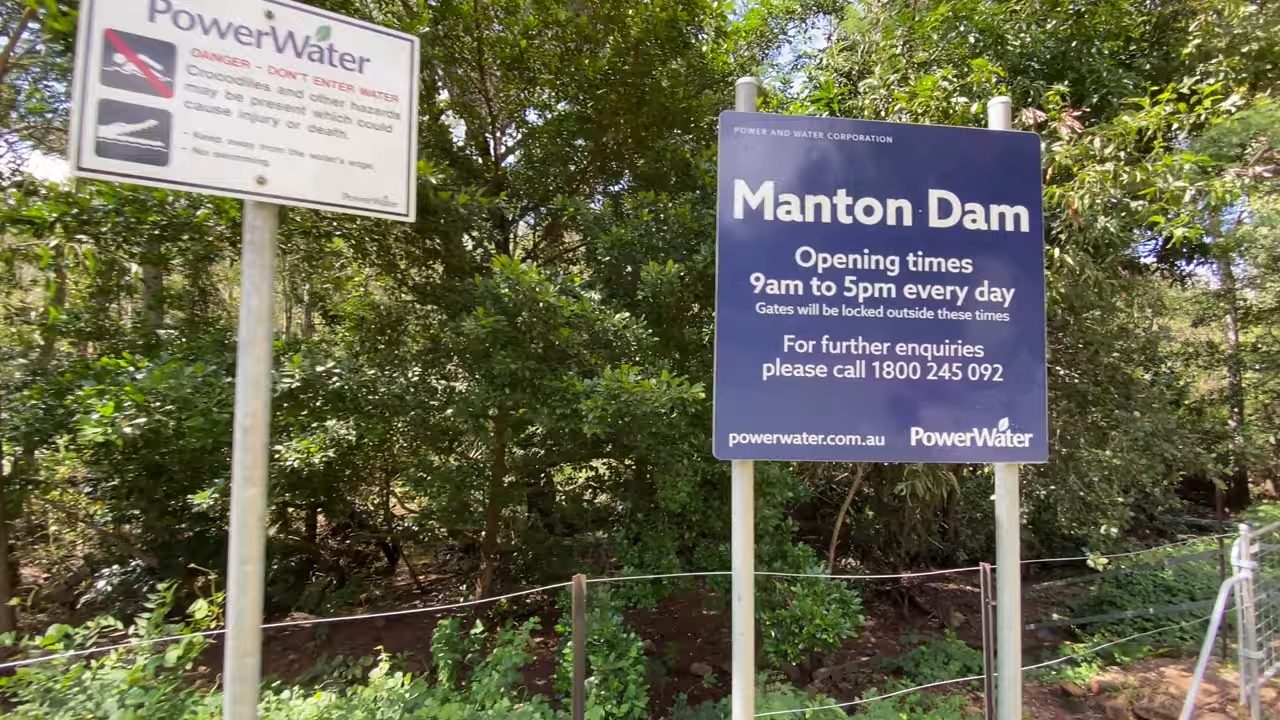 PowerWater
DANGER - DON'T ENTER WATER
Crocodiles and other hazards
may be present which could
cause injury or death.
- Keep away from the water's edge.
- No swimming.
PowerWater
POWER AND WATER CORPORATION
Manton Dam
Opening times
9am to 5pm every day
Gates will be locked outside these times
For further enquiries
please call 1800 245 092
powerwater.com.au
PowerWater